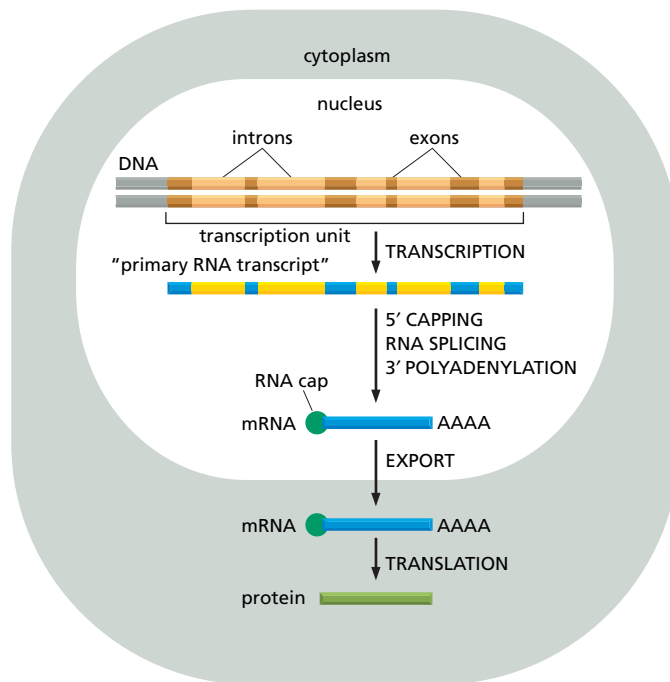 cytoplasm
nucleus
introns
exons
DNA
transcription unit
TRANSCRIPTION
“primary RNA transcript”
5′ CAPPING
RNA SPLICING
3′ POLYADENYLATION
RNA cap
mRNA
AAAA
EXPORT
mRNA
AAAA
TRANSLATION
protein